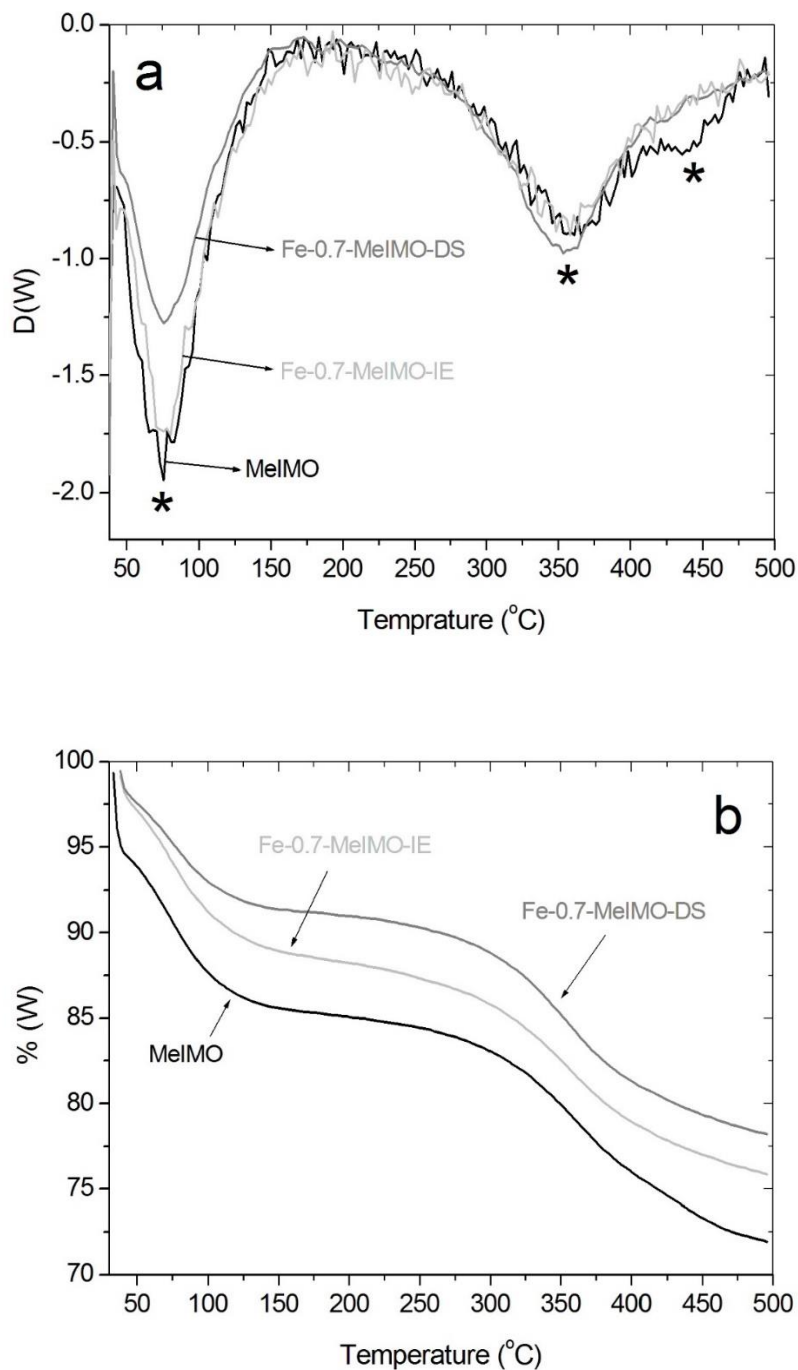 a
0.0
-0.5
-1.0
-1.5
-2.0
D(W)
Fe-0.7-MeIMO-DS
Fe-0.7-MeIMO-IE
MeIMO
*
*
*
50 100 150 200 250 300 350 400 450 500
Temprature (°C)
b
100
95
90
85
80
75
70
% (W)
Fe-0.7-MeIMO-IE
Fe-0.7-MeIMO-DS
MeIMO
50 100 150 200 250 300 350 400 450 500
Temperature (°C)